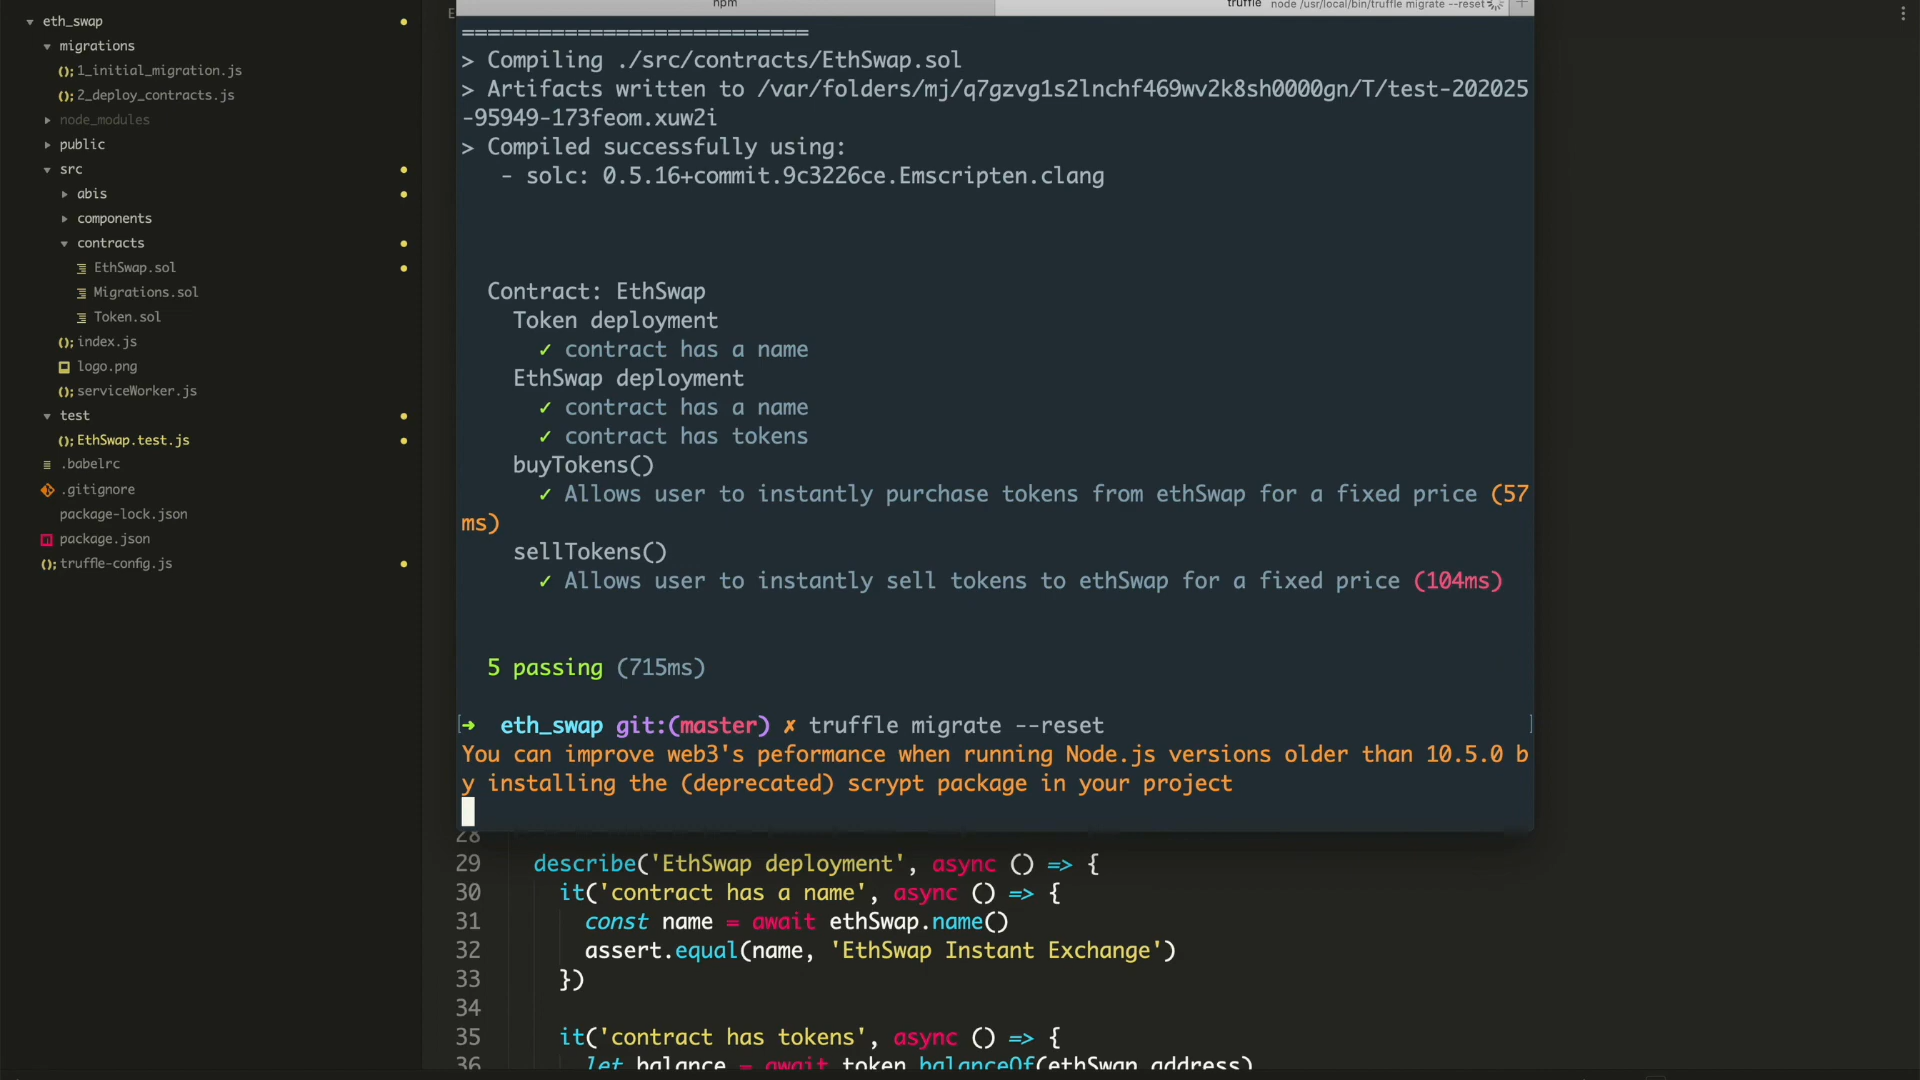 eth_swap
migrations
1_initial_migration.js
2_deploy_contracts.js
node_modules
public
src
abis
components
contracts
EthSwap.sol
Migrations.sol
Token.sol
index.js
logo.png
serviceWorker.js
test
EthSwap.test.js
.babelrc
.gitignore
package-lock.json
package.json
truffle-config.js
npm
truffle node /usr/local/bin/truffle migrate --reset
===========================
> Compiling ./src/contracts/EthSwap.sol
> Artifacts written to /var/folders/mj/q7gzvg1s2lnchf469wv2k8sh0000gn/T/test-202025
-95949-173feom.xuw2i
> Compiled successfully using:
- solc: 0.5.16+commit.9c3226ce.Emscripten.clang
Contract: EthSwap
Token deployment
✓ contract has a name
EthSwap deployment
✓ contract has a name
✓ contract has tokens
buyTokens()
✓ Allows user to instantly purchase tokens from ethSwap for a fixed price (57
ms)
sellTokens()
✓ Allows user to instantly sell tokens to ethSwap for a fixed price (104ms)
5 passing (715ms)
➜ eth_swap git:(master) ✗ truffle migrate --reset
You can improve web3's peformance when running Node.js versions older than 10.5.0 b
y installing the (deprecated) scrypt package in your project
28
29 describe('EthSwap deployment', async () => {
30 it('contract has a name', async () => {
31 const name = await ethSwap.name()
32 assert.equal(name, 'EthSwap Instant Exchange')
33 })
34
35 it('contract has tokens', async () => {
36 let balance = await token.balanceOf(ethSwap.address)